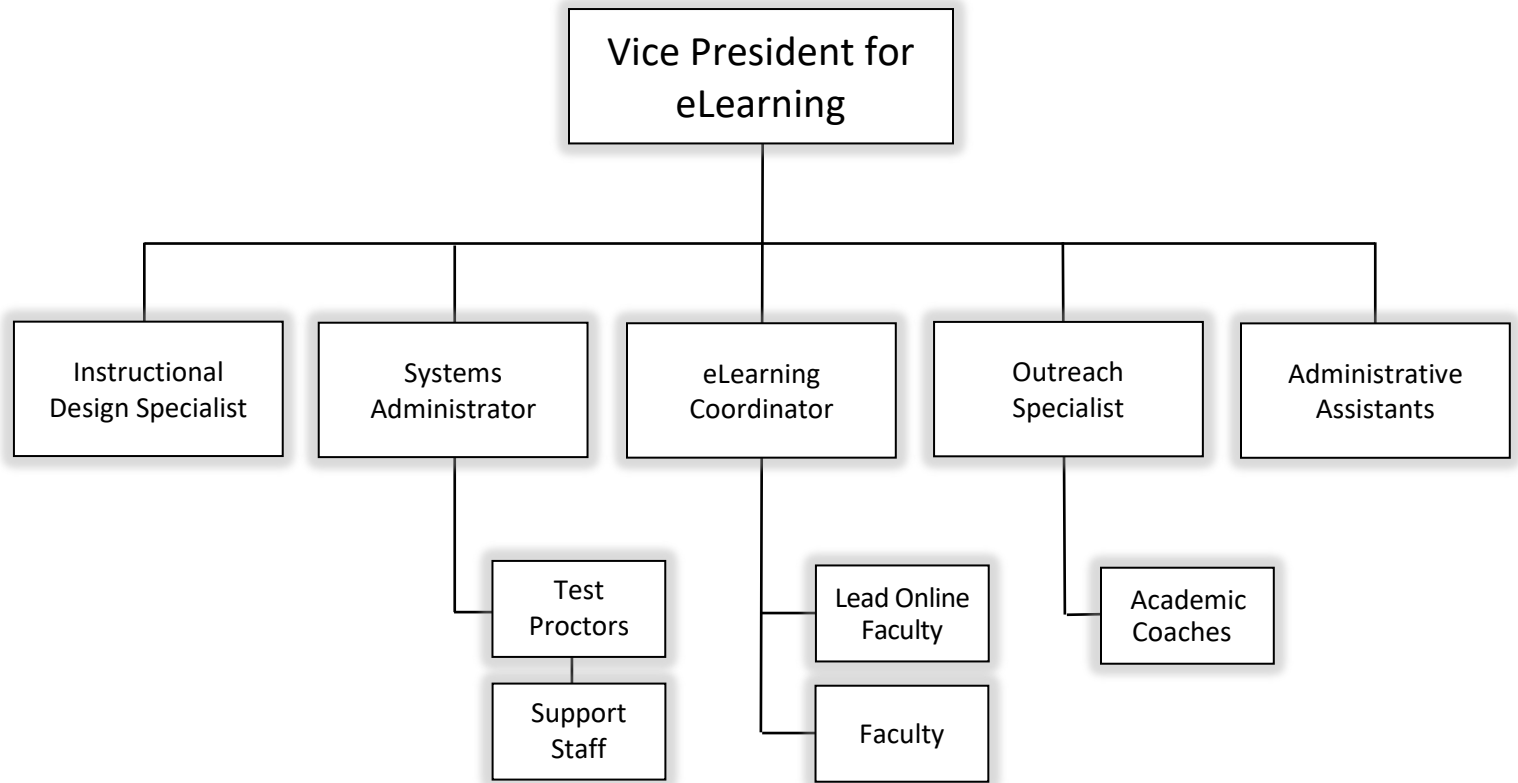 Vice President for
eLearning
Instructional
Design Specialist
Systems
Administrator
eLearning
Coordinator
Outreach
Specialist
Administrative
Assistants
Test
Proctors
Lead Online
Faculty
Academic
Coaches
Support
Staff
Faculty